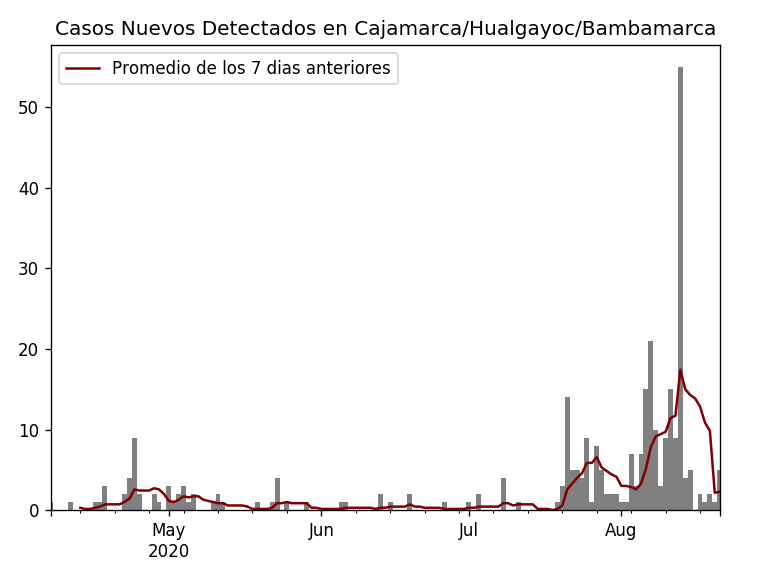 Casos Nuevos Detectados en Cajamarca/Hualgayoc/Bambamarca
Promedio de los 7 dias anteriores
50
40
30
20
10
0
May Jun Jul Aug
2020